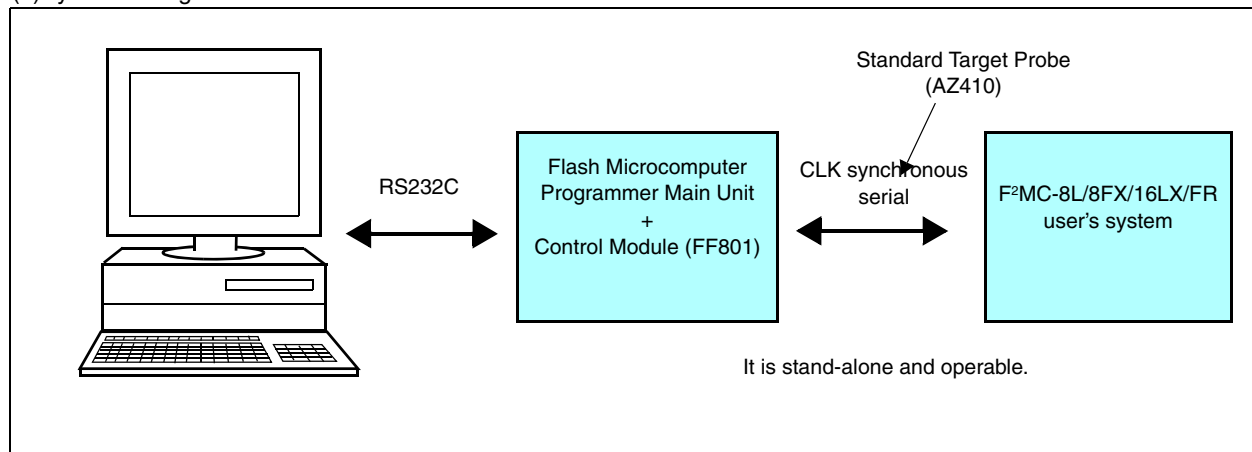 Standard Target Probe
(AZ410)
RS232C
Flash Microcomputer
Programmer Main Unit
+
Control Module (FF801)
CLK synchronous
serial
F²MC-8L/8FX/16LX/FR
user's system
It is stand-alone and operable.